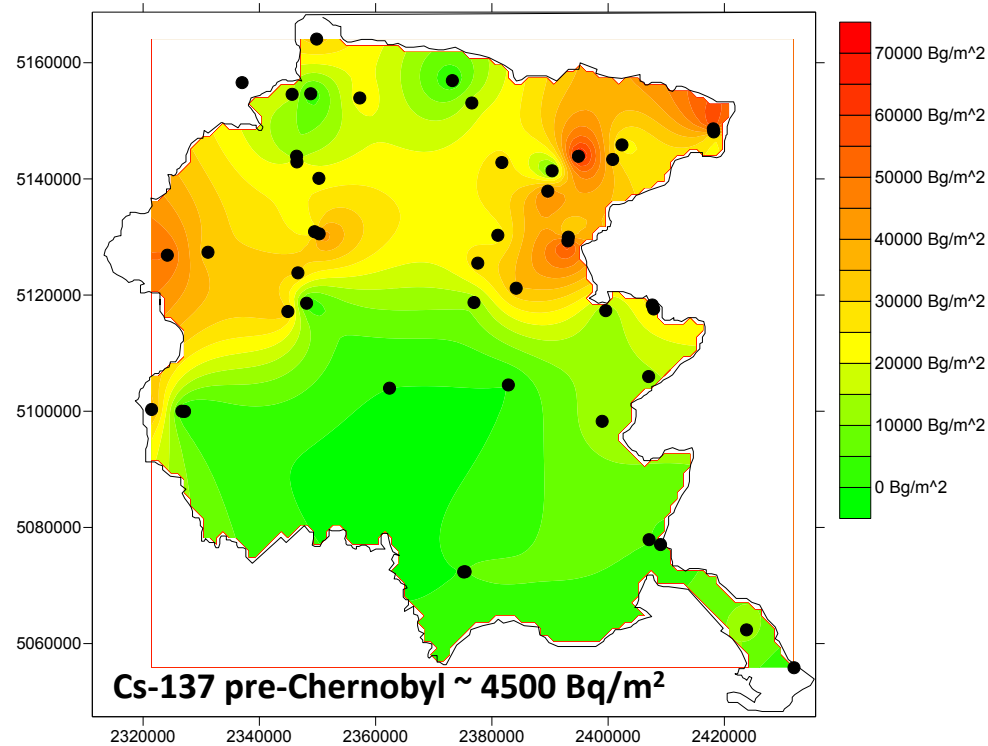 5160000
5140000
5120000
5100000
5080000
5060000
2320000 2340000 2360000 2380000 2400000 2420000
70000 Bg/m^2
60000 Bg/m^2
50000 Bg/m^2
40000 Bg/m^2
30000 Bg/m^2
20000 Bg/m^2
10000 Bg/m^2
0 Bg/m^2
Cs-137 pre-Chernobyl ~ 4500 Bq/m²